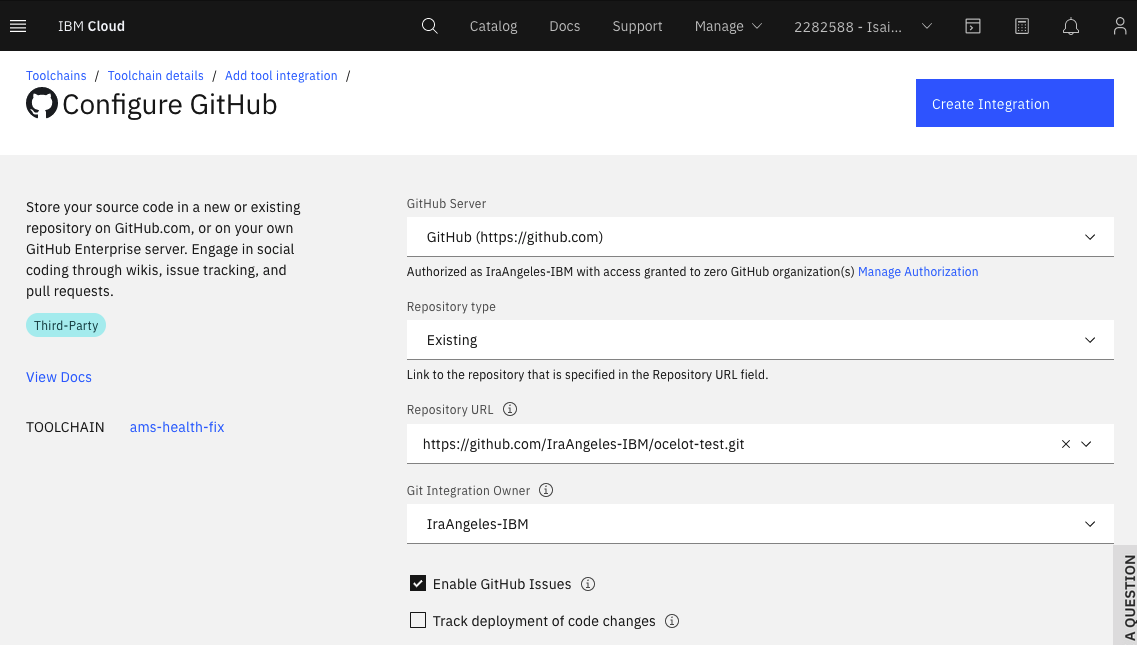 IBM Cloud
Catalog
Docs
Support
Manage
2282588 - Isai...
Toolchains / Toolchain details / Add tool integration /
Configure GitHub
Create Integration
Store your source code in a new or existing
repository on GitHub.com, or on your own
GitHub Enterprise server. Engage in social
coding through wikis, issue tracking, and
pull requests.
Third-Party
View Docs
TOOLCHAIN ams-health-fix
GitHub Server
GitHub (https://github.com)
Authorized as IraAngeles-IBM with access granted to zero GitHub organization(s) Manage Authorization
Repository type
Existing
Link to the repository that is specified in the Repository URL field.
Repository URL
https://github.com/IraAngeles-IBM/ocelot-test.git
Git Integration Owner
IraAngeles-IBM
Enable GitHub Issues
Track deployment of code changes
A QUESTION